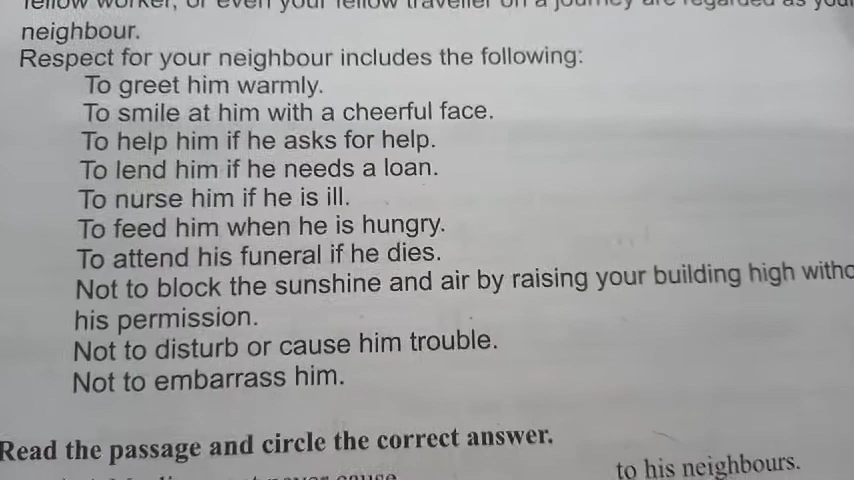 fellow worker, or even your fellow traveller on a journey are regarded as your
neighbour.
Respect for your neighbour includes the following:
To greet him warmly.
To smile at him with a cheerful face.
To help him if he asks for help.
To lend him if he needs a loan.
To nurse him if he is ill.
To feed him when he is hungry.
To attend his funeral if he dies.
Not to block the sunshine and air by raising your building high
his permission.
Not to disturb or cause him trouble.
Not to embarrass him.
Read the passage and circle the correct answer.
to his neighbours.